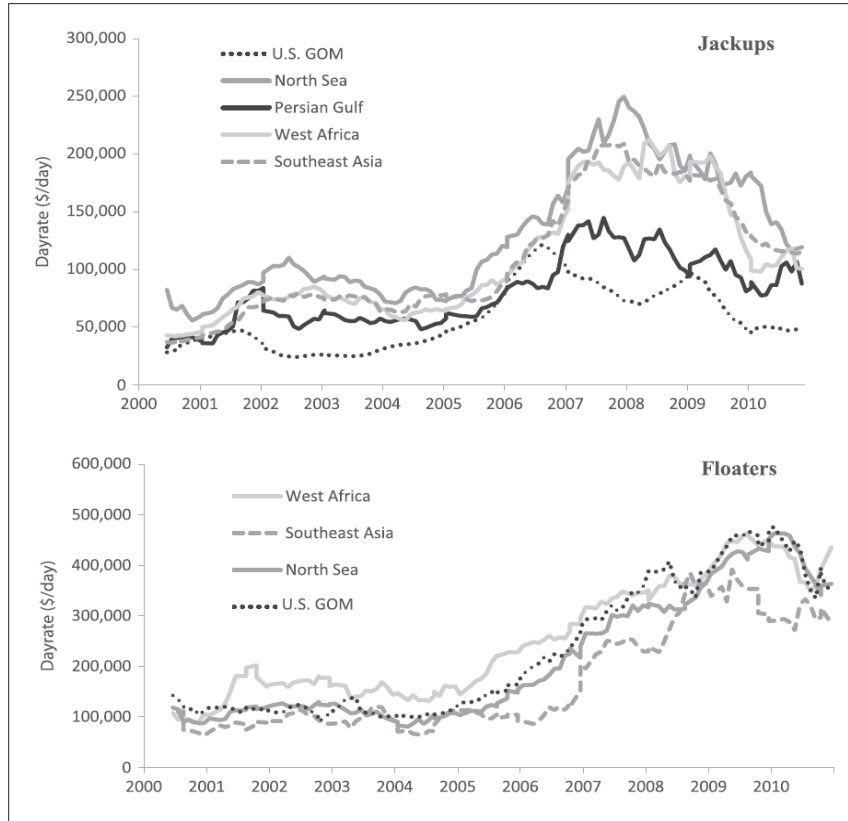 Jackups
300,000
250,000
200,000
150,000
100,000
50,000
0
Dayrate ($/day)
U.S. GOM
North Sea
Persian Gulf
West Africa
Southeast Asia
2000 2001 2002 2003 2004 2005 2006 2007 2008 2009 2010
Floaters
600,000
500,000
400,000
300,000
200,000
100,000
0
Dayrate ($/day)
West Africa
Southeast Asia
North Sea
U.S. GOM
2000 2001 2002 2003 2004 2005 2006 2007 2008 2009 2010